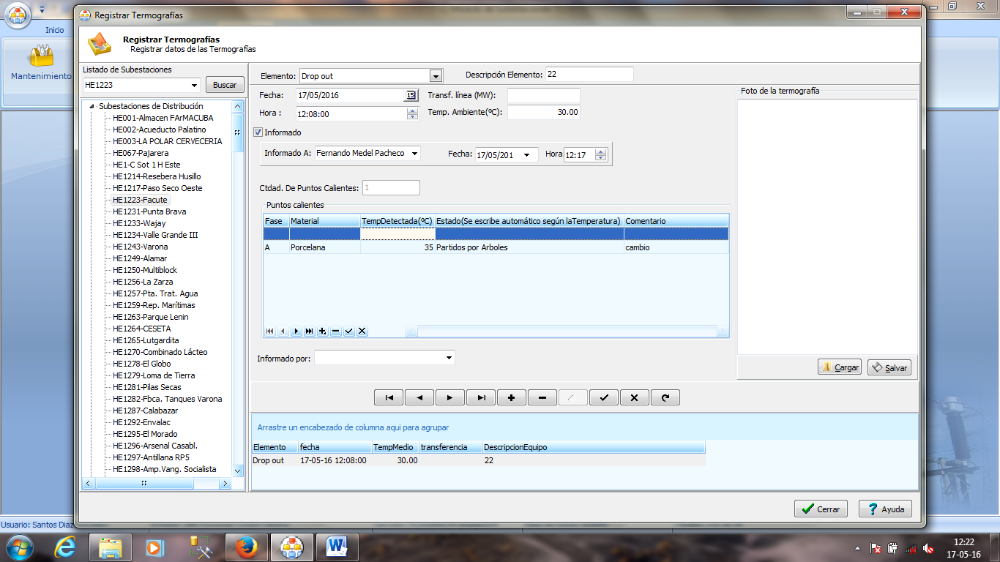 Registrar Termografías
Inicio
Mantenimiento
Registrar Termografías
Registrar datos de las Termografías
Listado de Subestaciones
HE1223
Buscar
Subestaciones de Distribución
HE001-Almacen FArMACUBA
HE002-Acueducto Palatino
HE003-LA POLAR CERVECERIA
HE067-Pajarera
HE1-C Sot 1 H Este
HE1214-Resebera Husillo
HE1217-Paso Seco Oeste
HE1223-Facute
HE1231-Punta Brava
HE1233-Wajay
HE1234-Valle Grande III
HE1243-Varona
HE1249-Alamar
HE1250-Multiblock
HE1256-La Zarza
HE1257-Pta. Trat. Agua
HE1259-Rep. Marítimas
HE1263-Parque Lenin
HE1264-CESETA
HE1265-Lutgardita
HE1270-Combinado Lácteo
HE1278-El Globo
HE1279-Loma de Tierra
HE1281-Pilas Secas
HE1282-Fbca. Tanques Varona
HE1287-Calabazar
HE1292-Envalac
HE1295-El Morado
HE1296-Arsenal Casabl.
HE1297-Antillana RP5
HE1298-Amp.Vang. Socialista
Elemento: Drop out
Descripción Elemento: 22
Fecha: 17/05/2016 15
Transf. línea (MW):
Hora : 12:08:00
Temp. Ambiente(ºC): 30.00
Informado
Informado A: Fernando Medel Pacheco
Fecha: 17/05/201
Hora 12:17
Ctdad. De Puntos Calientes: 1
Puntos calientes
Fase Material TempDetectada(ºC) Estado(Se escribe automático según laTemperatura) Comentario
A Porcelana 35 Partidos por Arboles cambio
Informado por:
Foto de la termografía
Cargar
Salvar
Arrastre un encabezado de columna aqui para agrupar
Elemento fecha TempMedio transferencia DescripcionEquipo
Drop out 17-05-16 12:08:00 30.00 22
Cerrar
Ayuda
Usuario: Santos Diaz
12:22
17-05-16